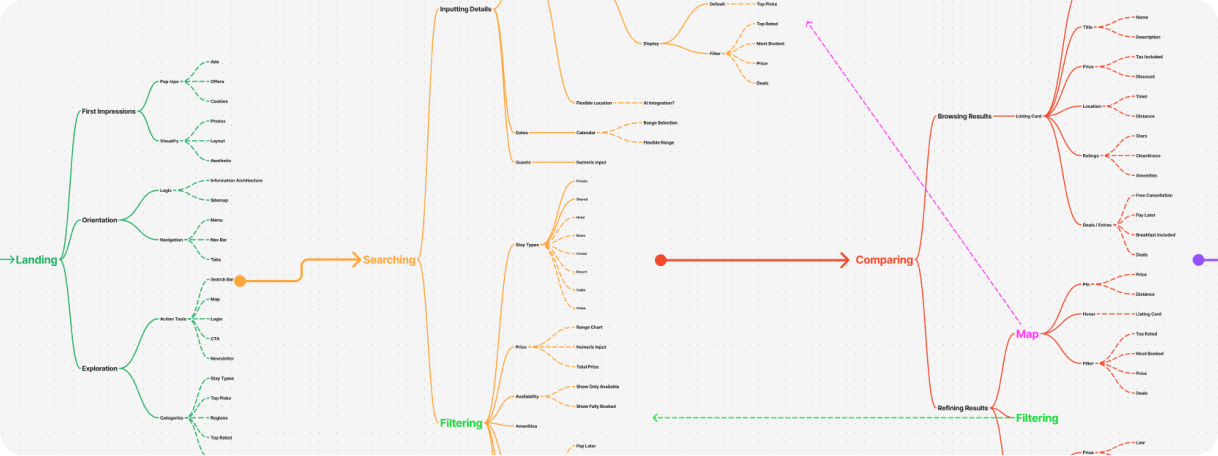 Landing
First Impressions
Pop-Ups
Ads
Offers
Cookies
Visually
Photos
Layout
Aesthetic
Orientation
Logic
Information Architecture
Sitemap
Navigation
Menu
Nav Bar
Tabs
Exploration
Action Tools
Search Bar
Map
Login
CTA
Newsletter
Categories
Stay Types
Top Picks
Regions
Top Rated
Searching
Inputting Details
Display
Default
Top Picks
Filter
Top Rated
Most Booked
Price
Deals
Flexible Location
AI Integration?
Dates
Calendar
Range Selection
Flexible Range
Guests
Numeric Input
Filtering
Stay Types
Private
Shared
Hotel
Resort
Cabin
Price
Range Chart
Numeric Input
Total Price
Availability
Show Only Available
Show Fully Booked
Amenities
Pay Later
Comparing
Browsing Results
Listing Card
Title
Name
Description
Price
Tax Included
Discount
Location
Town
Distance
Ratings
Stars
Cleanliness
Amenities
Deals / Extras
Free Cancellation
Pay Later
Breakfast Included
Deals
Refining Results
Map
Pin
Price
Distance
Hover
Listing Card
Filter
Top Rated
Most Booked
Price
Deals
Filtering
Price
Low